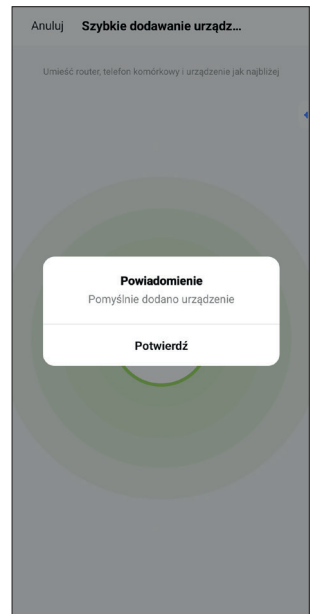 Anuluj Szybkie dodawanie urządz...
Umieść router, telefon komórkowy i urządzenie jak najbliżej
Powiadomienie
Pomyślnie dodano urządzenie
Potwierdź